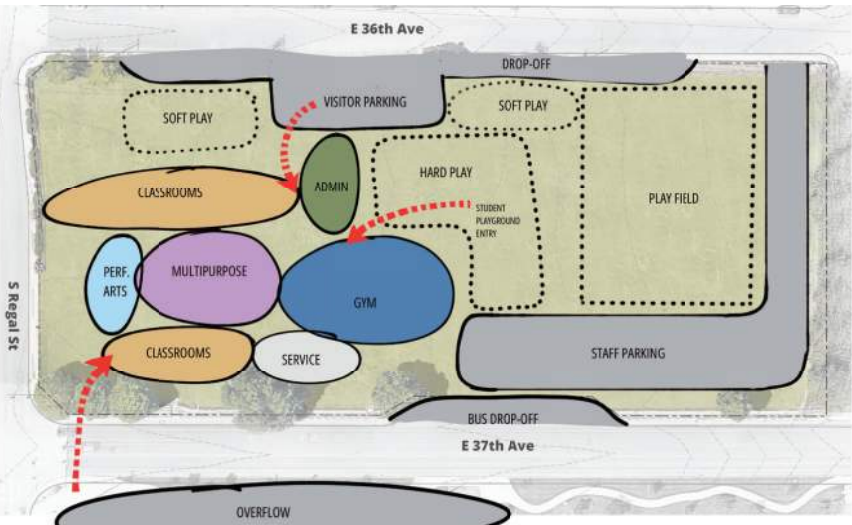 E 36th Ave
DROP-OFF
VISITOR PARKING
SOFT PLAY
SOFT PLAY
HARD PLAY
CLASSROOMS
ADMIN
PLAY FIELD
STUDENT
PLAYGROUND
ENTRY
PERF.
ARTS
MULTIPURPOSE
GYM
S Regal St
CLASSROOMS
SERVICE
STAFF PARKING
BUS DROP-OFF
E 37th Ave
OVERFLOW